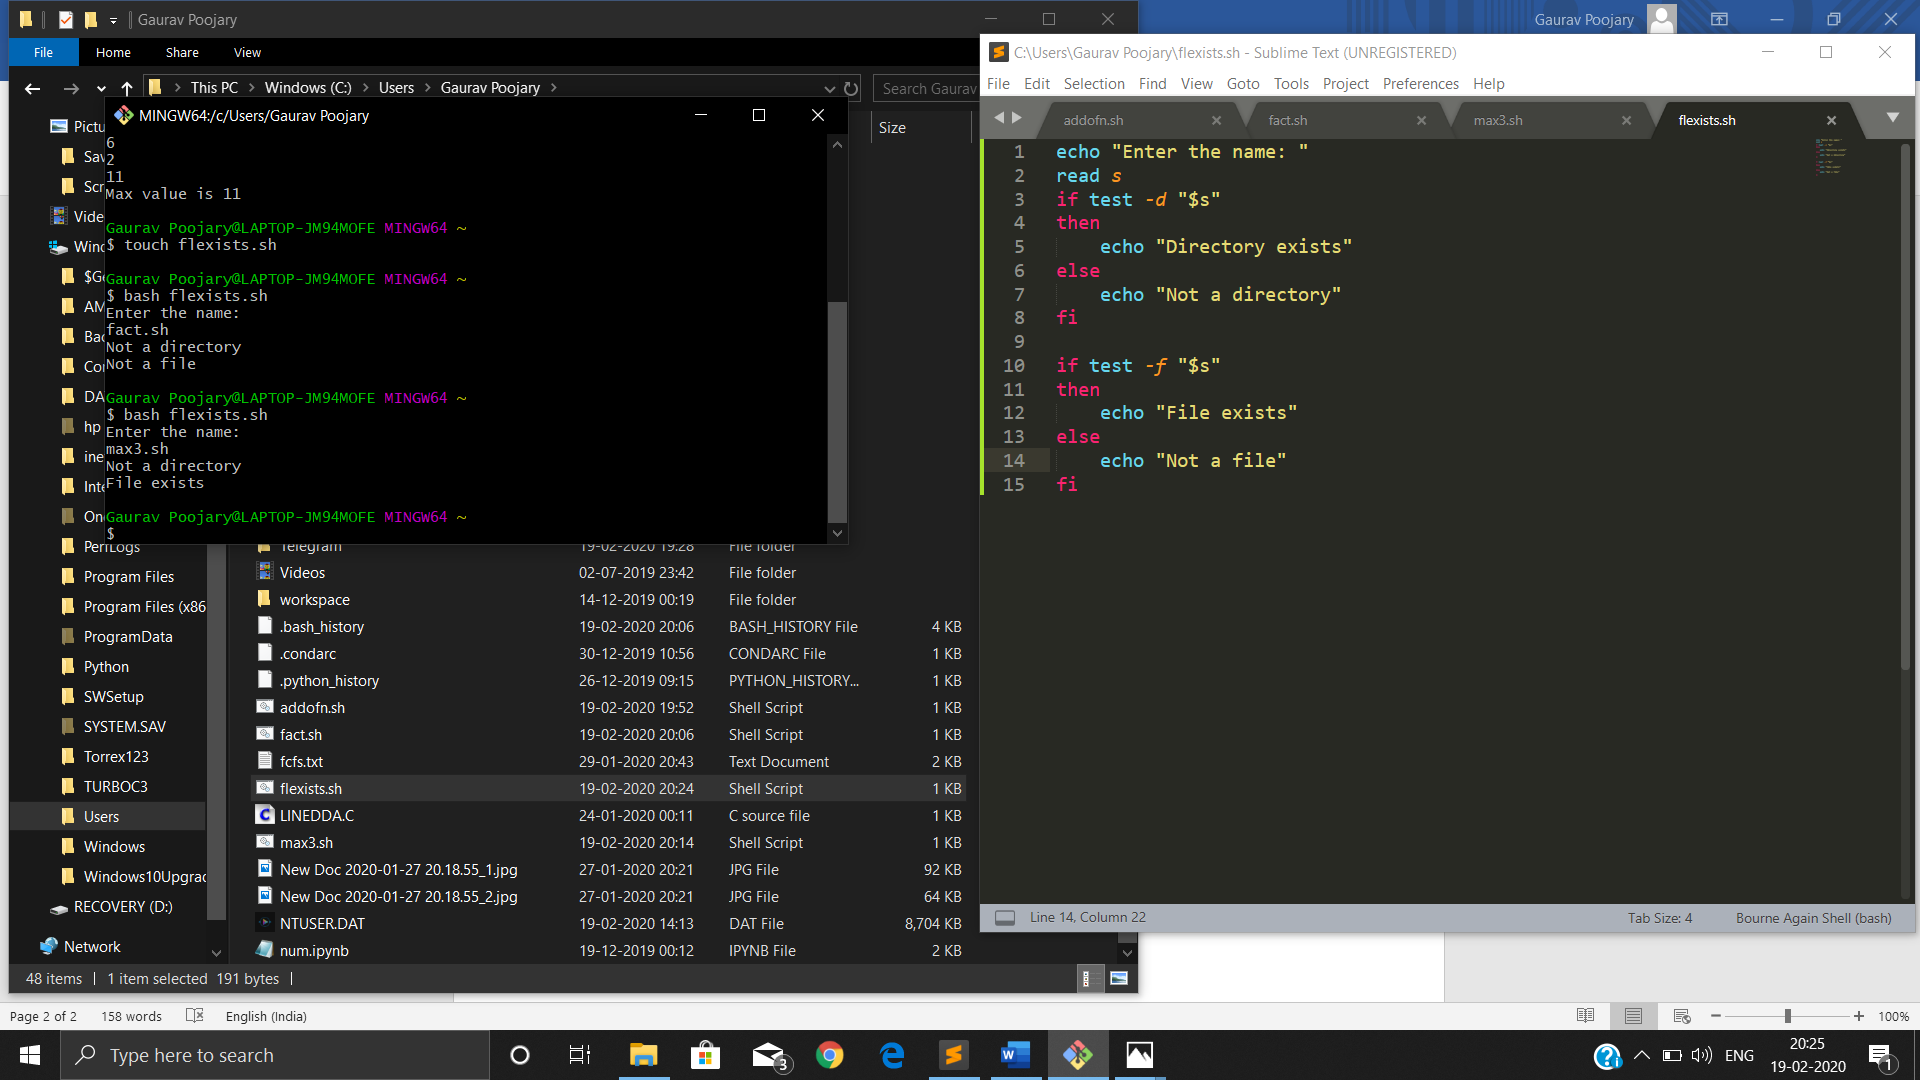 Gaurav Poojary
File Home Share View
This PC > Windows (C:) > Users > Gaurav Poojary >
Search Gaurav
Size
MINGW64:/c/Users/Gaurav Poojary
6
2
11
Max value is 11
Gaurav Poojary@LAPTOP-JM94MOFE MINGW64 ~
$ touch flexists.sh
Gaurav Poojary@LAPTOP-JM94MOFE MINGW64 ~
$ bash flexists.sh
Enter the name:
fact.sh
Not a directory
Not a file
Gaurav Poojary@LAPTOP-JM94MOFE MINGW64 ~
$ bash flexists.sh
Enter the name:
max3.sh
Not a directory
File exists
Gaurav Poojary@LAPTOP-JM94MOFE MINGW64 ~
$
Pictu
Sav
Scr
Vide
Wind
$Ge
AM
Bac
Co
DA
hp
ine
Inte
On
PerfLogs
Program Files
Program Files (x86
ProgramData
Python
SWSetup
SYSTEM.SAV
Torrex123
TURBOC3
Users
Windows
Windows10Upgrad
RECOVERY (D:)
Network
Telegram 19-02-2020 19:28 File folder
Videos 02-07-2019 23:42 File folder
workspace 14-12-2019 00:19 File folder
.bash_history 19-02-2020 20:06 BASH_HISTORY File 4 KB
.condarc 30-12-2019 10:56 CONDARC File 1 KB
.python_history 26-12-2019 09:15 PYTHON_HISTORY... 1 KB
addofn.sh 19-02-2020 19:52 Shell Script 1 KB
fact.sh 19-02-2020 20:06 Shell Script 1 KB
fcfs.txt 29-01-2020 20:43 Text Document 2 KB
flexists.sh 19-02-2020 20:24 Shell Script 1 KB
LINEDDA.C 24-01-2020 00:11 C source file 1 KB
max3.sh 19-02-2020 20:14 Shell Script 1 KB
New Doc 2020-01-27 20.18.55_1.jpg 27-01-2020 20:21 JPG File 92 KB
New Doc 2020-01-27 20.18.55_2.jpg 27-01-2020 20:21 JPG File 64 KB
NTUSER.DAT 19-02-2020 14:13 DAT File 8,704 KB
num.ipynb 19-12-2019 00:12 IPYNB File 2 KB
48 items 1 item selected 191 bytes
Gaurav Poojary
C:\Users\Gaurav Poojary\flexists.sh - Sublime Text (UNREGISTERED)
File Edit Selection Find View Goto Tools Project Preferences Help
addofn.sh fact.sh max3.sh flexists.sh
1 echo "Enter the name: "
2 read s
3 if test -d "$s"
4 then
5 echo "Directory exists"
6 else
7 echo "Not a directory"
8 fi
9
10 if test -f "$s"
11 then
12 echo "File exists"
13 else
14 echo "Not a file"
15 fi
Line 14, Column 22 Tab Size: 4 Bourne Again Shell (bash)
Page 2 of 2 158 words English (India) 100%
Type here to search
3
ENG
20:25
19-02-2020
1